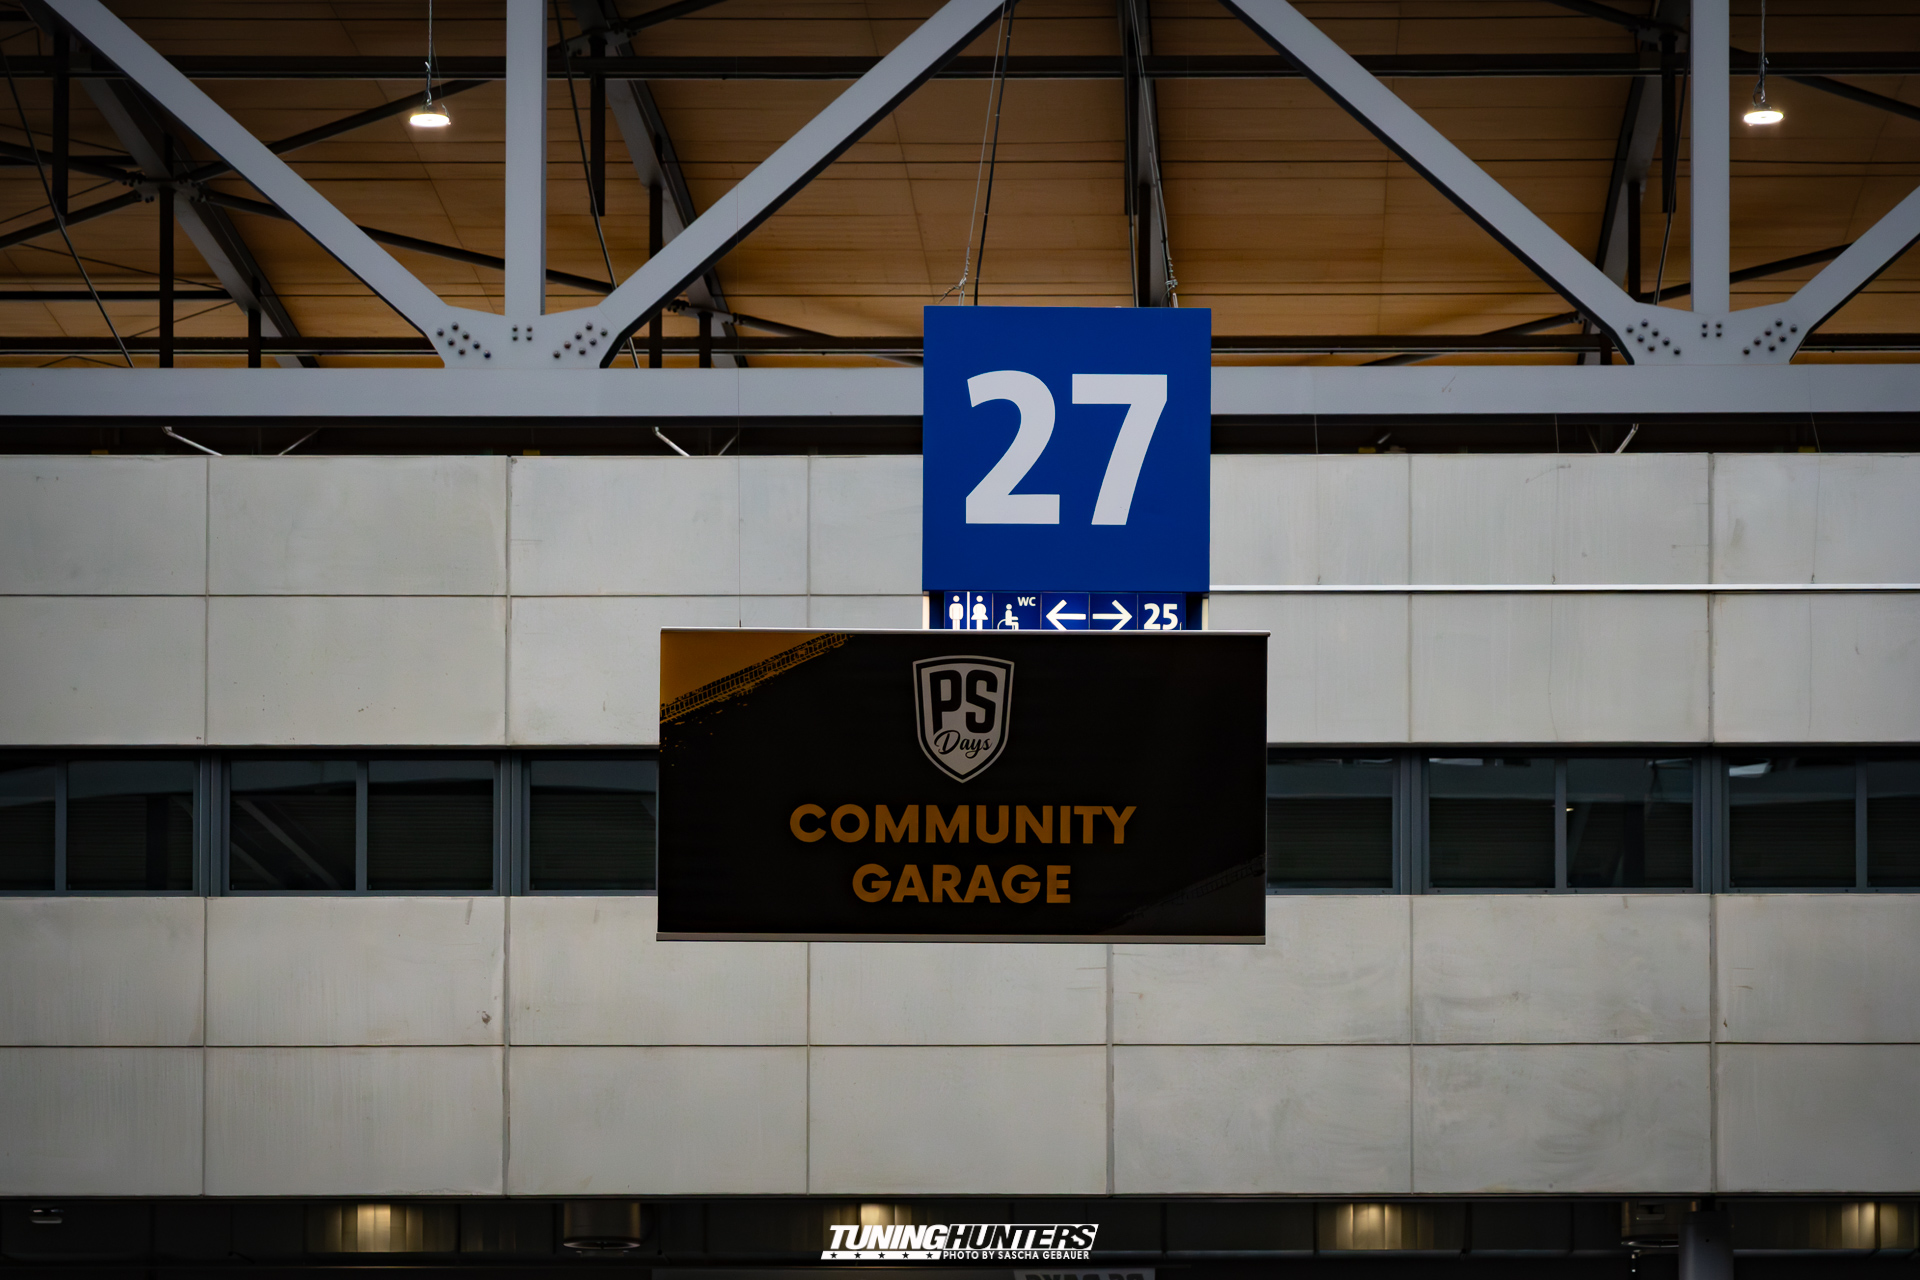 27
WC
25
PS
Days
COMMUNITY
GARAGE
TUNINGHUNTERS
PHOTO BY SASCHA GEBAUER